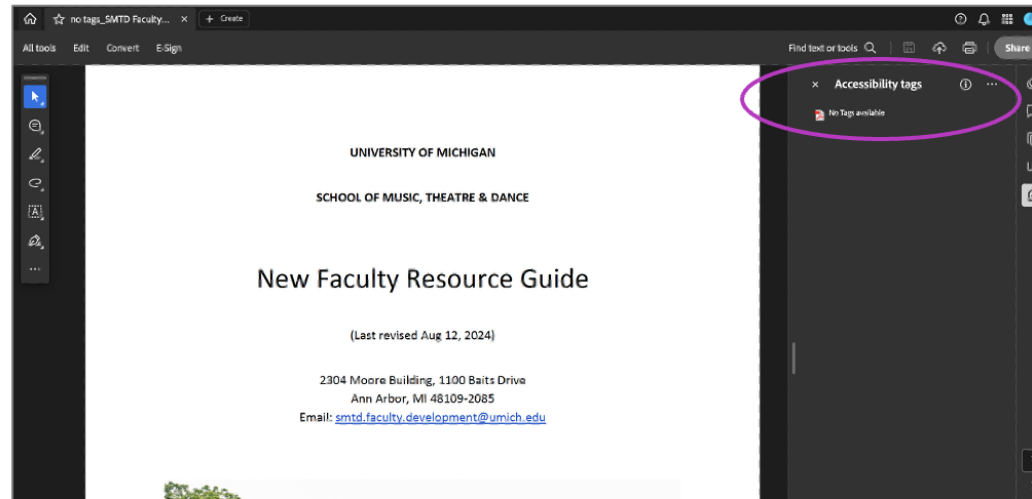 no tags_SMTD Faculty... × + Create
All tools Edit Convert E-Sign
Find text or tools
Share
× Accessibility tags
No Tags available
UNIVERSITY OF MICHIGAN
SCHOOL OF MUSIC, THEATRE & DANCE
New Faculty Resource Guide
(Last revised Aug 12, 2024)
2304 Moore Building, 1100 Baits Drive
Ann Arbor, MI 48109-2085
Email: smtd.faculty.development@umich.edu